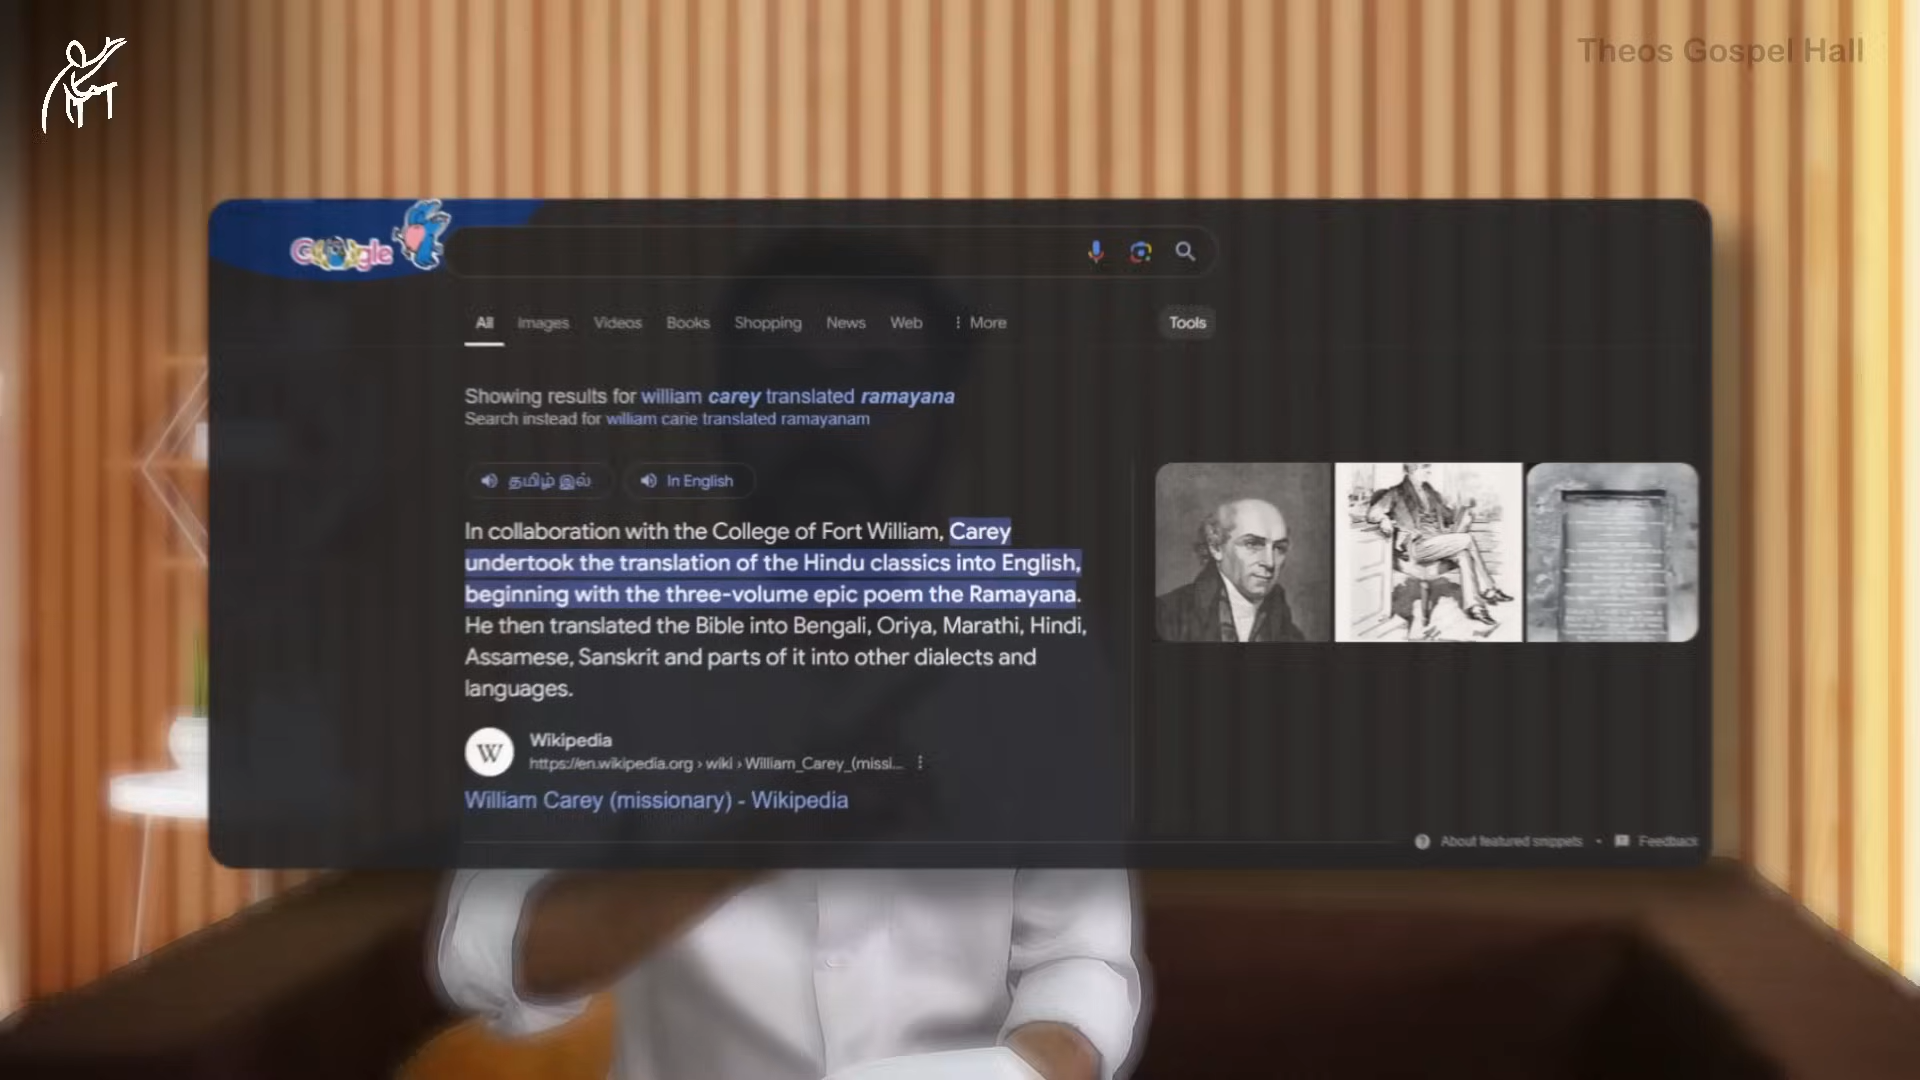 Theos Gospel Hall
Google
All Images Videos Books Shopping News Web More Tools
Showing results for william carey translated ramayana
Search instead for william carie translated ramayanam
தமிழ் இல் In English
In collaboration with the College of Fort William, Carey
undertook the translation of the Hindu classics into English,
beginning with the three-volume epic poem the Ramayana.
He then translated the Bible into Bengali, Oriya, Marathi, Hindi,
Assamese, Sanskrit and parts of it into other dialects and
languages.
W
Wikipedia
https://en.wikipedia.org › wiki › William_Carey_(missi...
William Carey (missionary) - Wikipedia
About featured snippets Feedback